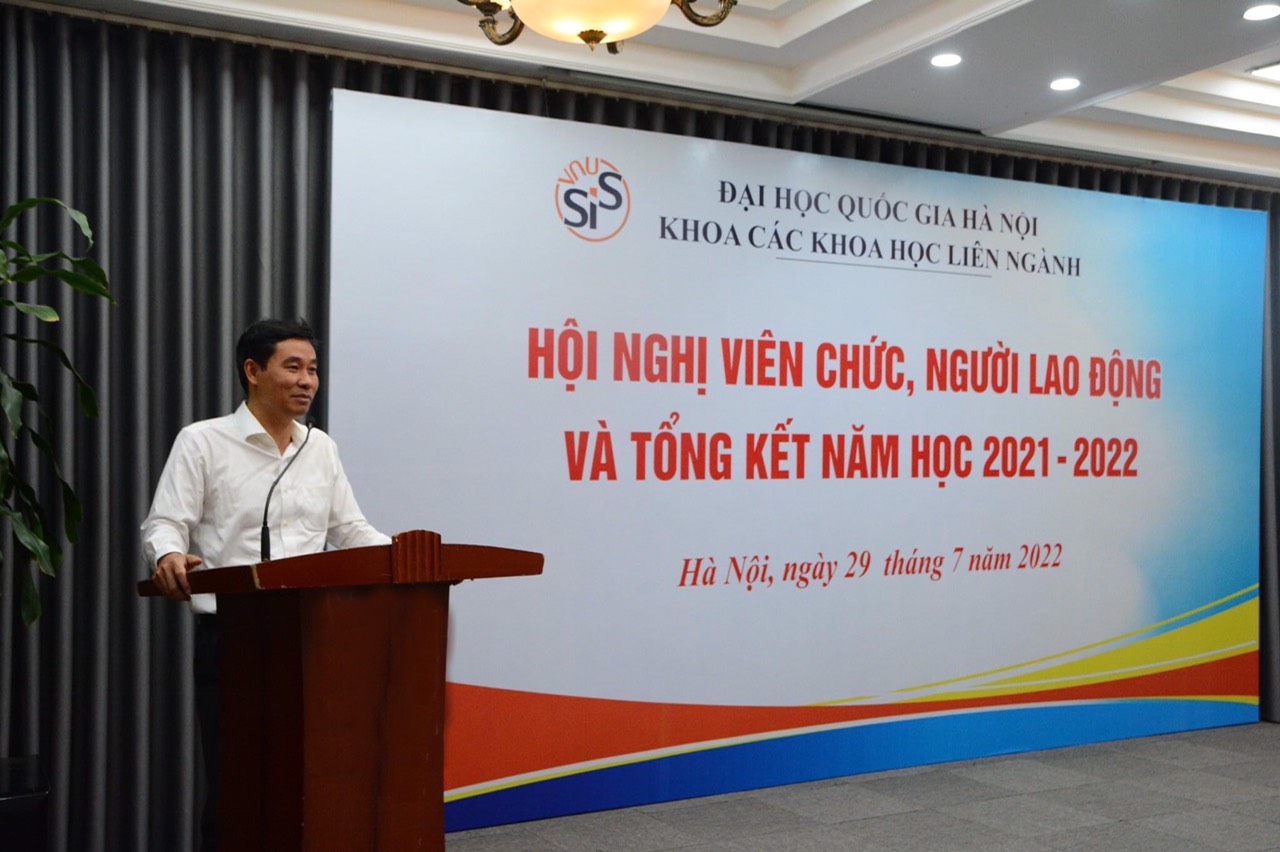 VNU
SiS
ĐẠI HỌC QUỐC GIA HÀ NỘI
KHOA CÁC KHOA HỌC LIÊN NGÀNH
HỘI NGHỊ VIÊN CHỨC, NGƯỜI LAO ĐỘNG
VÀ TỔNG KẾT NĂM HỌC 2021 - 2022
Hà Nội, ngày 29 tháng 7 năm 2022